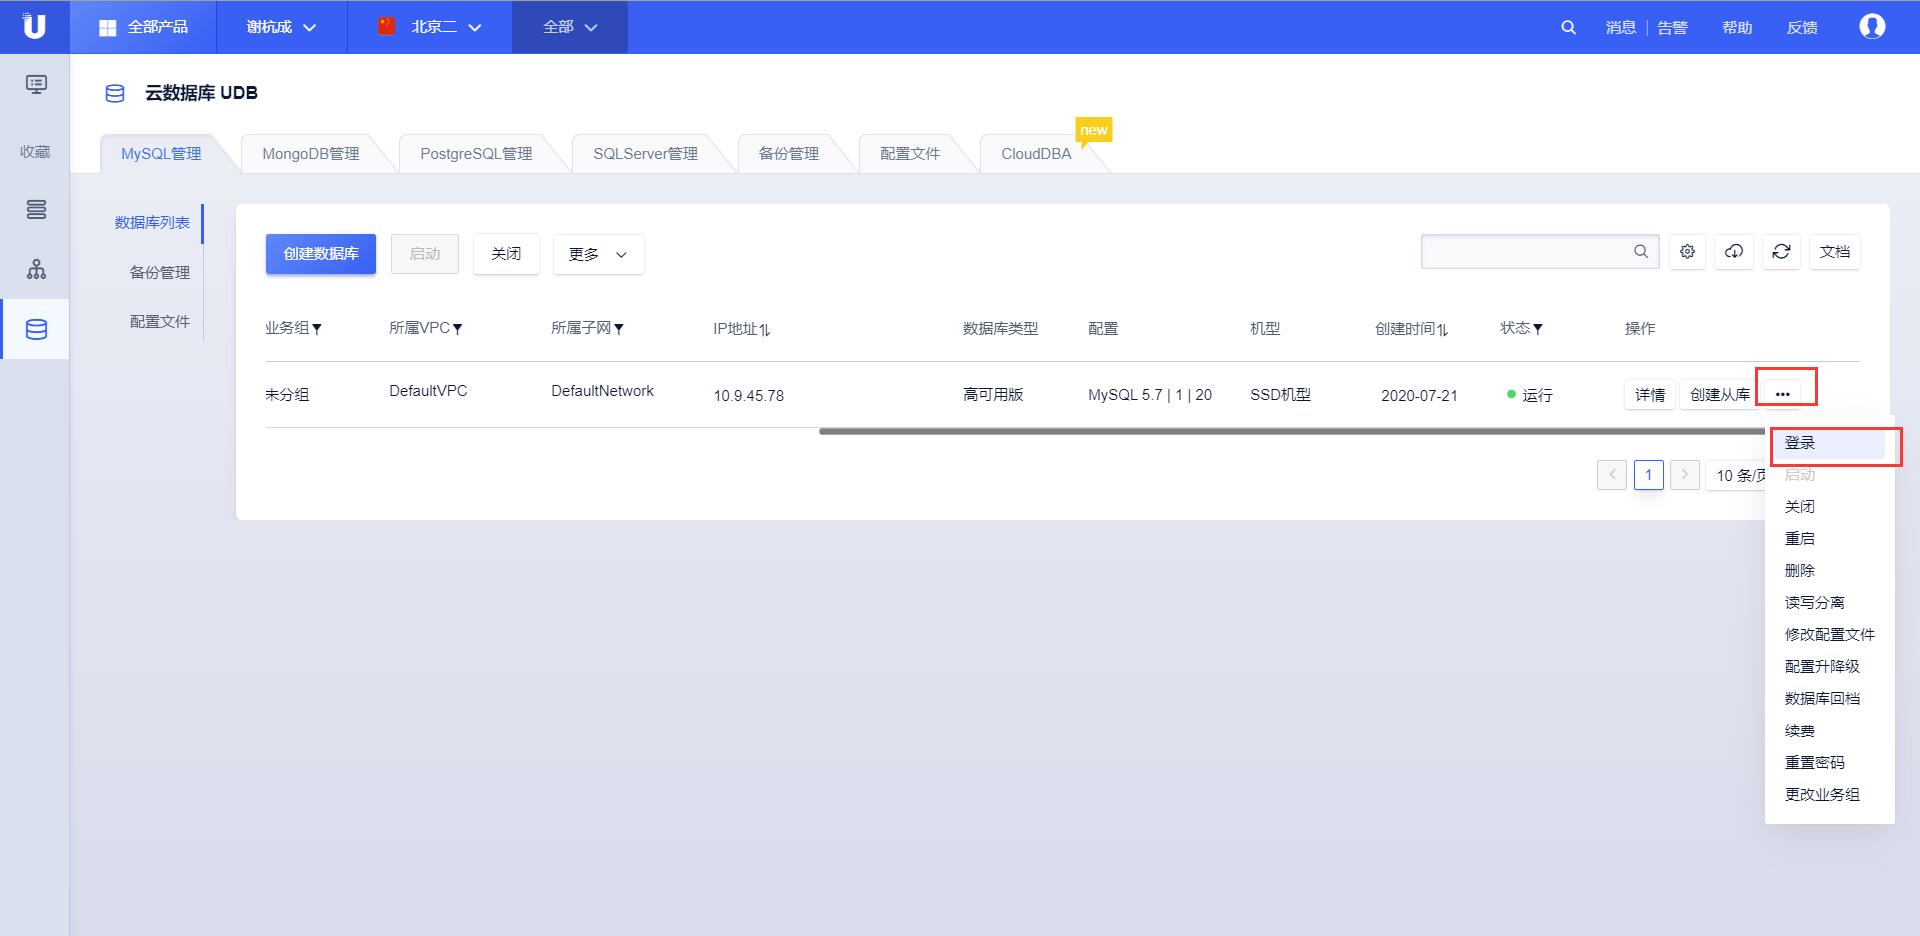 全部产品 谢杭成 北京二 全部 消息 告警 帮助 反馈
云数据库 UDB
new
MySQL管理 MongoDB管理 PostgreSQL管理 SQLServer管理 备份管理 配置文件 CloudDBA
收藏
数据库列表
备份管理
配置文件
创建数据库 启动 关闭 更多 文档
业务组 所属VPC 所属子网 IP地址 数据库类型 配置 机型 创建时间 状态 操作
未分组 DefaultVPC DefaultNetwork 10.9.45.78 高可用版 MySQL 5.7 | 1 | 20 SSD机型 2020-07-21 运行 详情 创建从库 •••
1 10 条/页
登录
启动
关闭
重启
删除
读写分离
修改配置文件
配置升降级
数据库回档
续费
重置密码
更改业务组